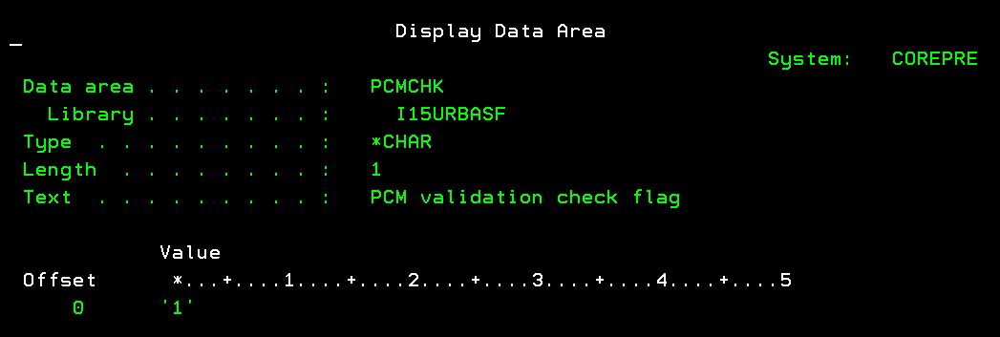 Display Data Area
System: COREPRE
Data area . . . . . . . : PCMCHK
Library . . . . . . . : I15URBASF
Type . . . . . . . . . : *CHAR
Length . . . . . . . . : 1
Text . . . . . . . . . : PCM validation check flag
Value
Offset *...+....1....+....2....+....3....+....4....+....5
0 '1'